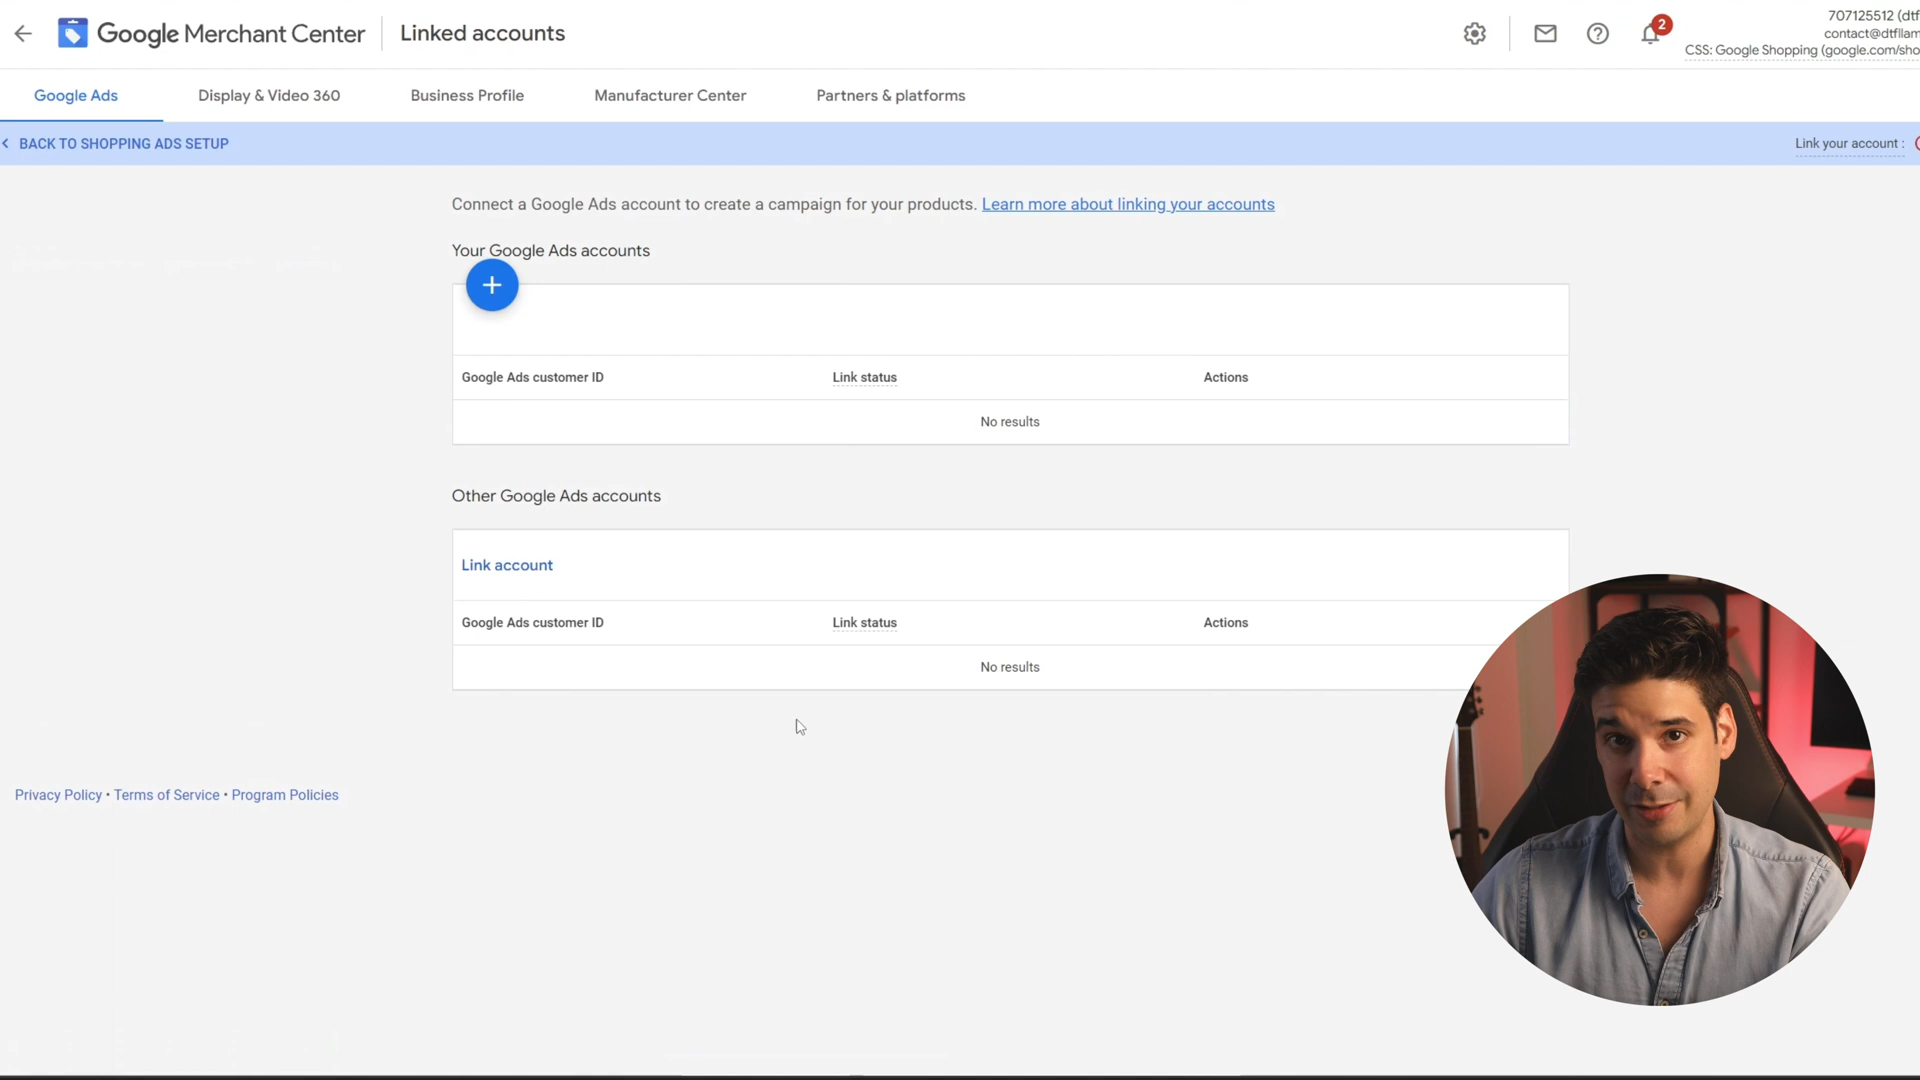 Google Merchant Center
Linked accounts
2
707125512 (dtf
contact@dtfllam
CSS: Google Shopping (google.com/sho
Google Ads
Display & Video 360
Business Profile
Manufacturer Center
Partners & platforms
BACK TO SHOPPING ADS SETUP
Link your account :
Connect a Google Ads account to create a campaign for your products. Learn more about linking your accounts
Your Google Ads accounts
Google Ads customer ID
Link status
Actions
No results
Other Google Ads accounts
Link account
Google Ads customer ID
Link status
Actions
No results
Privacy Policy • Terms of Service • Program Policies